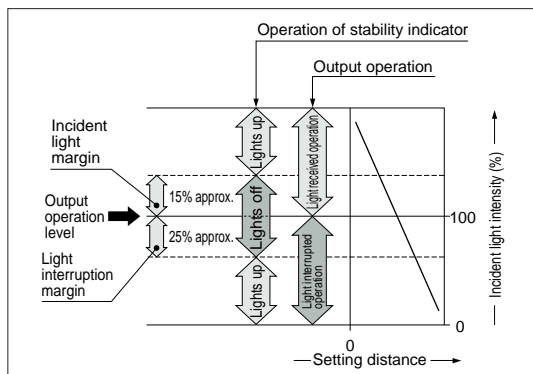 Operation of stability indicator
Output operation
Incident
light
margin
Output
operation
level
Light
interruption
margin
15% approx.
25% approx.
Lights up
Lights off
Lights up
Light received operation
Light interrupted
operation
100
0
Incident light intensity (%)
0
Setting distance